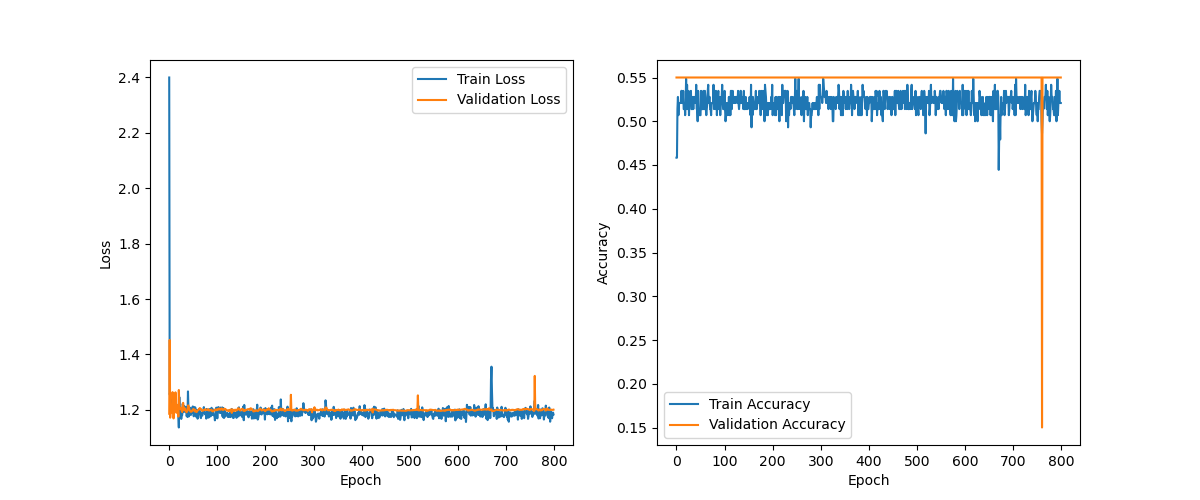 2.4
2.2
2.0
1.8
1.6
1.4
1.2
Loss
0 100 200 300 400 500 600 700 800
Epoch
Train Loss
Validation Loss
0.55
0.50
0.45
0.40
0.35
0.30
0.25
0.20
0.15
Accuracy
0 100 200 300 400 500 600 700 800
Epoch
Train Accuracy
Validation Accuracy